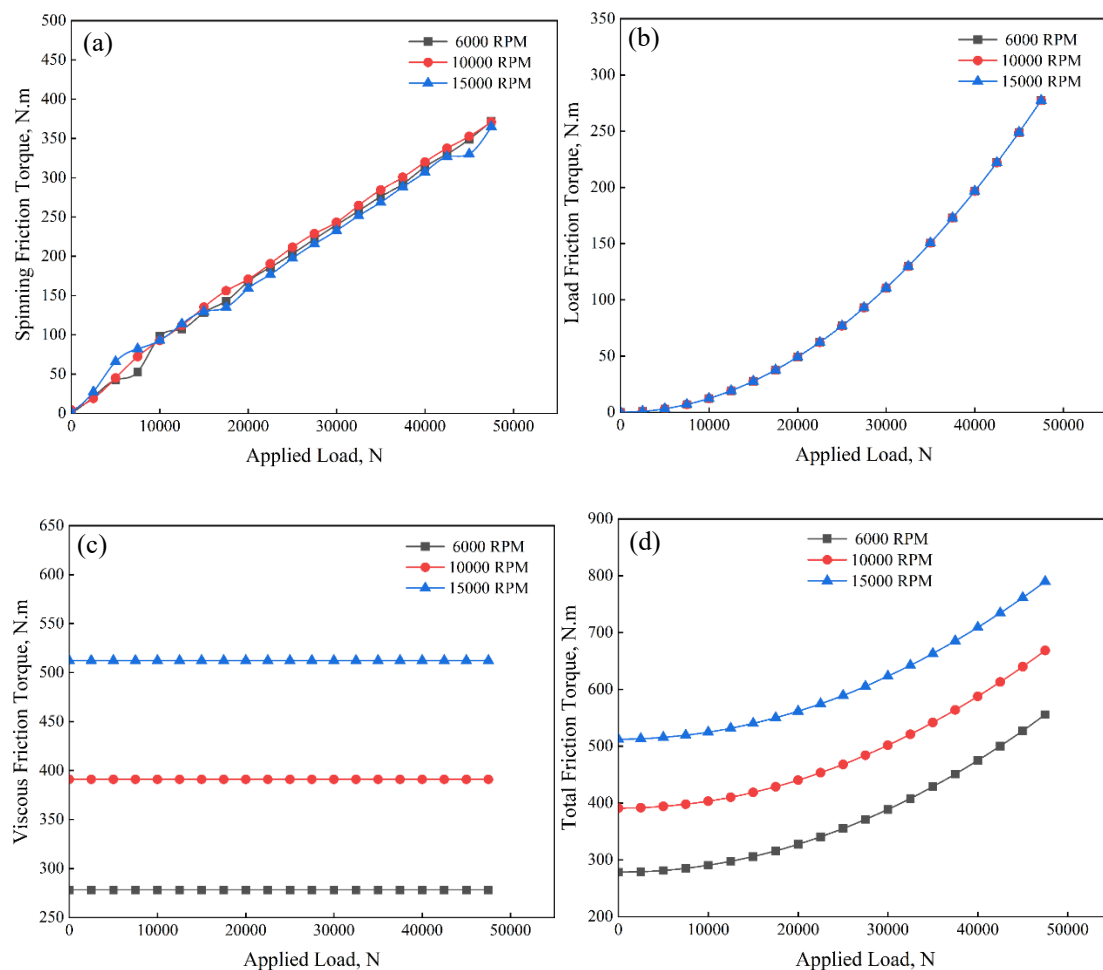 (a)
6000 RPM
10000 RPM
15000 RPM
Spinning Friction Torque, N.m
500
450
400
350
300
250
200
150
100
50
0
0 10000 20000 30000 40000 50000
Applied Load, N
(b)
6000 RPM
10000 RPM
15000 RPM
Load Friction Torque, N.m
350
300
250
200
150
100
50
0
0 10000 20000 30000 40000 50000
Applied Load, N
(c)
6000 RPM
10000 RPM
15000 RPM
Viscous Friction Torque, N.m
650
600
550
500
450
400
350
300
250
0 10000 20000 30000 40000 50000
Applied Load, N
(d)
6000 RPM
10000 RPM
15000 RPM
Total Friction Torque, N.m
900
800
700
600
500
400
300
200
0 10000 20000 30000 40000 50000
Applied Load, N